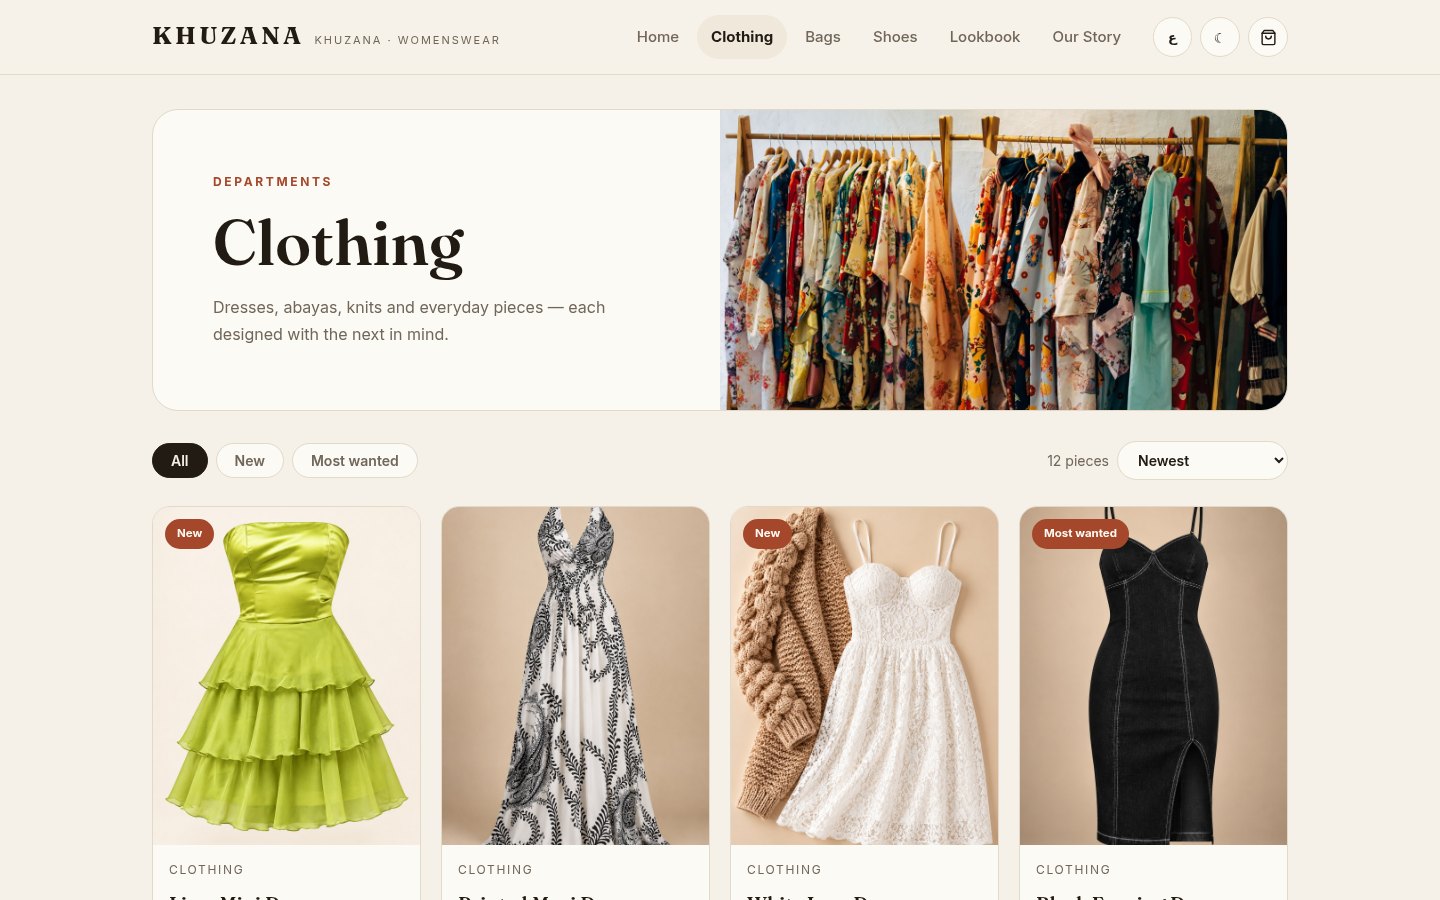 KHUZANA
KHUZANA · WOMENSWEAR
Home
Clothing
Bags
Shoes
Lookbook
Our Story
ع
DEPARTMENTS
Clothing
Dresses, abayas, knits and everyday pieces — each
designed with the next in mind.
All
New
Most wanted
12 pieces
Newest
New
New
Most wanted
CLOTHING
CLOTHING
CLOTHING
CLOTHING